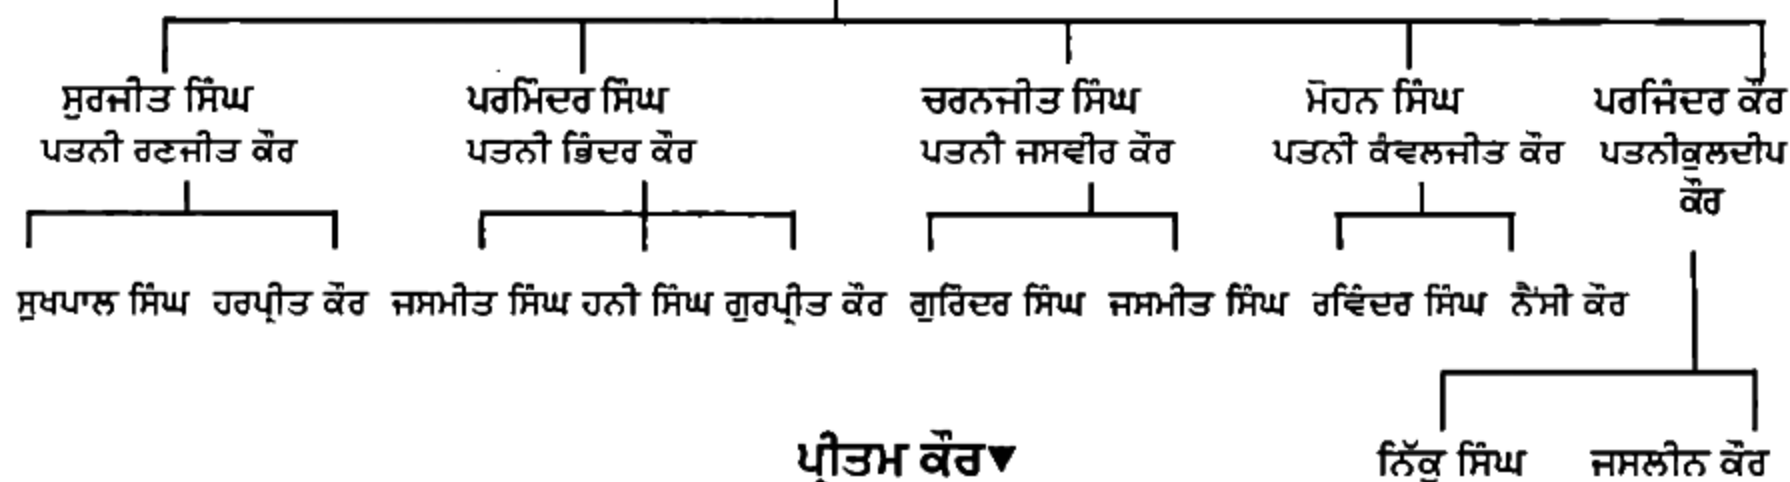 ਸੁਰਜੀਤ ਸਿੰਘ ਪਰਮਿੰਦਰ ਸਿੰਘ ਚਰਨਜੀਤ ਸਿੰਘ ਮੋਹਨ ਸਿੰਘ ਪਰਜਿੰਦਰ ਕੌਰ
ਪਤਨੀ ਰਣਜੀਤ ਕੌਰ ਪਤਨੀ ਭਿੰਦਰ ਕੌਰ ਪਤਨੀ ਜਸਵੀਰ ਕੌਰ ਪਤਨੀ ਕੰਵਲਜੀਤ ਕੌਰ ਪਤਨੀਕੁਲਦੀਪ
ਕੌਰ
ਸੁਖਪਾਲ ਸਿੰਘ ਹਰਪ੍ਰੀਤ ਕੌਰ ਜਸਮੀਤ ਸਿੰਘ ਹਨੀ ਸਿੰਘ ਗੁਰਪ੍ਰੀਤ ਕੌਰ ਗੁਰਿੰਦਰ ਸਿੰਘ ਜਸਮੀਤ ਸਿੰਘ ਰਵਿੰਦਰ ਸਿੰਘ ਨੈਂਸੀ ਕੌਰ
ਪ੍ਰੀਤਮ ਕੌਰ▼ ਨਿੱਕੂ ਸਿੰਘ ਜਸਲੀਨ ਕੌਰ